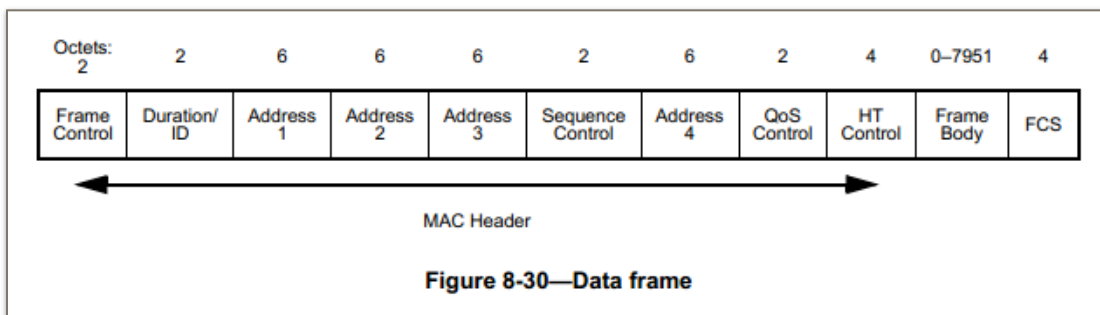 Octets:
2 2 6 6 6 2 6 2 4 0–7951 4
Frame Duration/ Address Address Address Sequence Address QoS HT Frame FCS
Control ID 1 2 3 Control 4 Control Control Body
MAC Header
Figure 8-30—Data frame